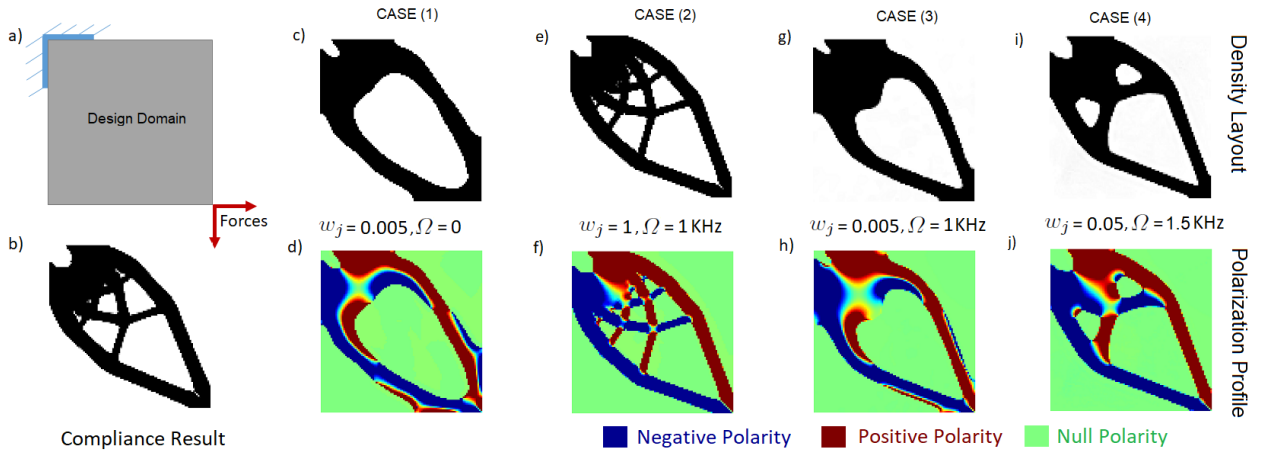 CASE (1)
CASE (2)
CASE (3)
CASE (4)
a)
c)
e)
g)
i)
Design Domain
Density Layout
Forces
w_j = 0.005, Ω = 0
w_j = 1, Ω = 1 KHz
w_j = 0.005, Ω = 1KHz
w_j = 0.05, Ω = 1.5 KHz
b)
d)
f)
h)
j)
Polarization Profile
Compliance Result
Negative Polarity
Positive Polarity
Null Polarity